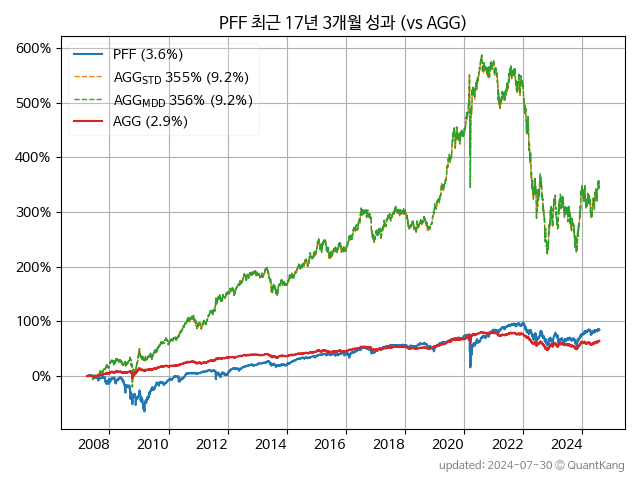 PFF 최근 17년 3개월 성과 (vs AGG)
PFF (3.6%)
AGG_STD 355% (9.2%)
AGG_MDD 356% (9.2%)
AGG (2.9%)
600%
500%
400%
300%
200%
100%
0%
2008 2010 2012 2014 2016 2018 2020 2022 2024
updated: 2024-07-30 © QuantKang